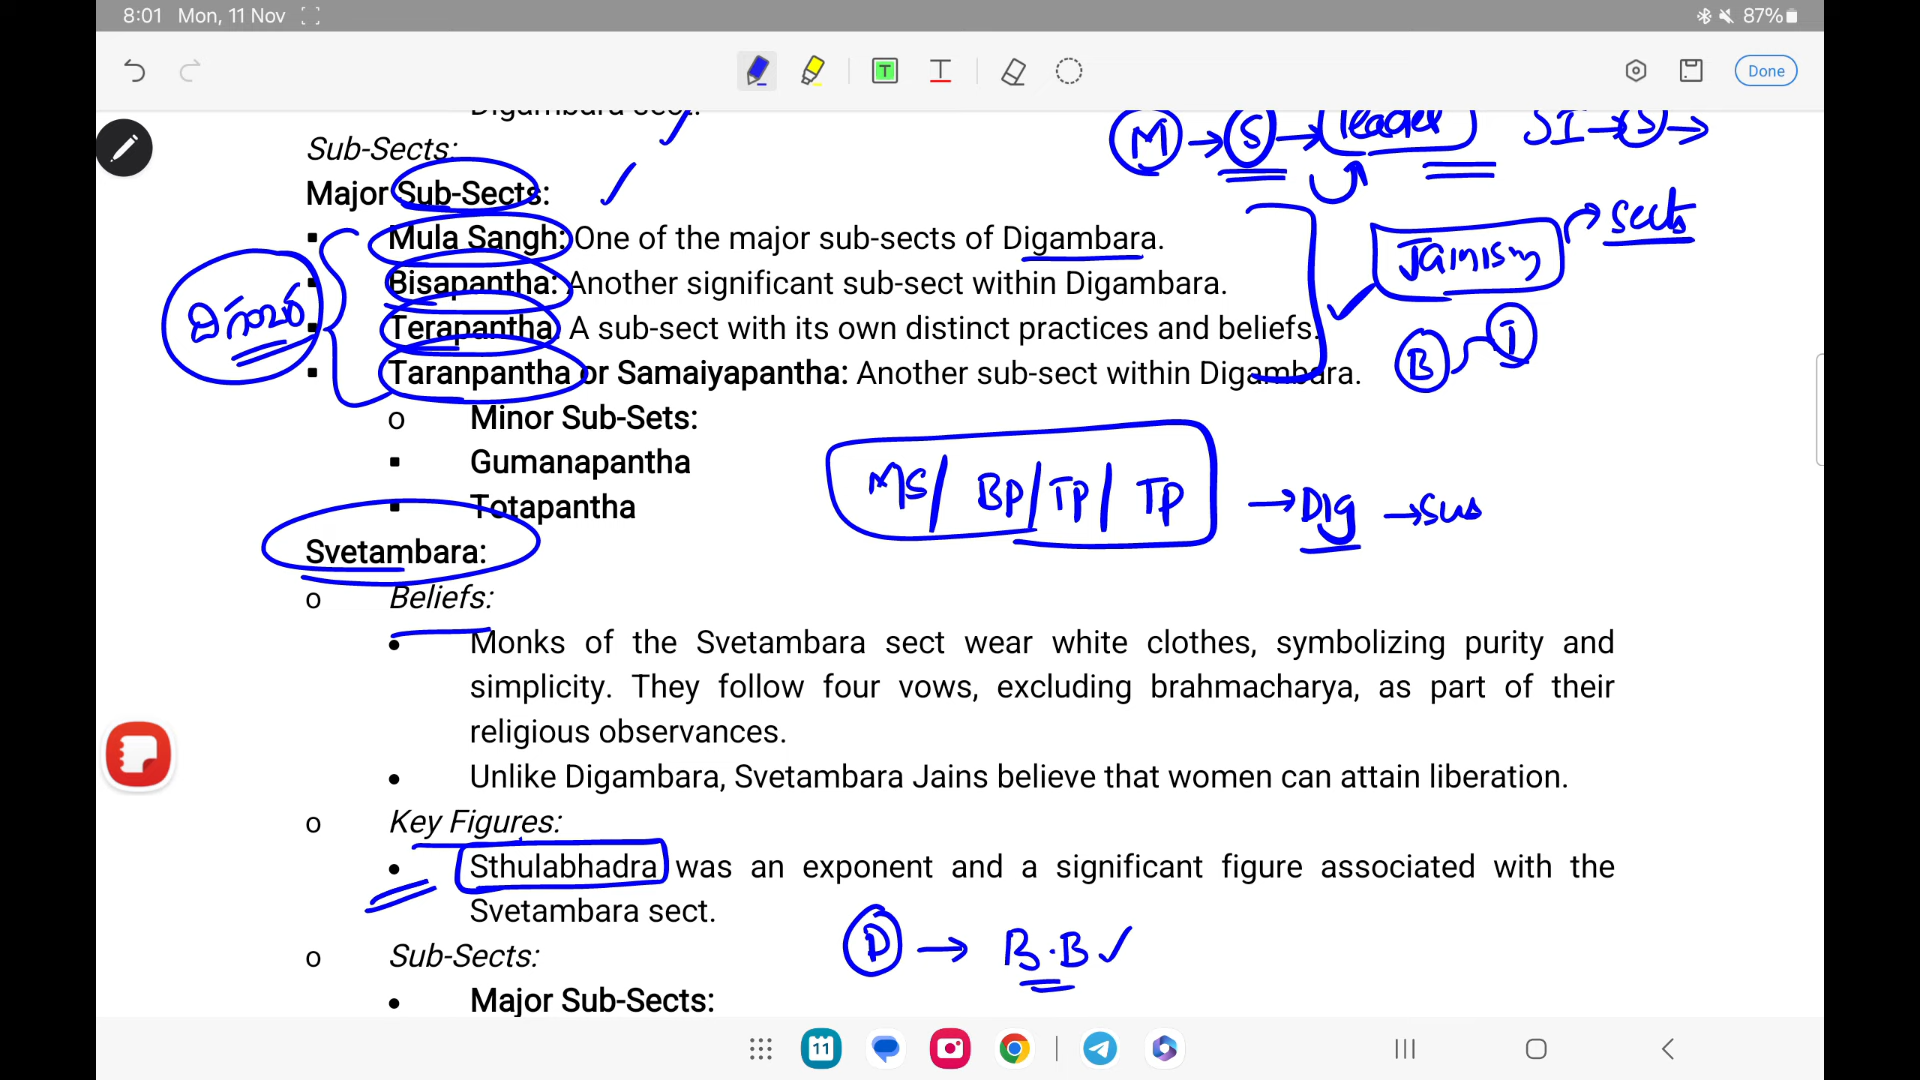 8:01 Mon, 11 Nov
87%
T
T
Done
Digambara sect.
M → S → leader SI → S →
Sub-Sects:
Major Sub-Sects:
sects
▪ Mula Sangh: One of the major sub-sects of Digambara.
Jainism
▪ Bisapantha: Another significant sub-sect within Digambara.
దిగంబర
▪ Terapantha: A sub-sect with its own distinct practices and beliefs.
B
▪ Taranpantha or Samaiyapantha: Another sub-sect within Digambara.
o Minor Sub-Sets:
▪ Gumanapantha
MS/ BP/ TP/ TP → Dig → sub
▪ Totapantha
Svetambara:
o Beliefs:
• Monks of the Svetambara sect wear white clothes, symbolizing purity and
simplicity. They follow four vows, excluding brahmacharya, as part of their
religious observances.
• Unlike Digambara, Svetambara Jains believe that women can attain liberation.
o Key Figures:
• Sthulabhadra was an exponent and a significant figure associated with the
Svetambara sect.
D → B.B ✓
o Sub-Sects:
• Major Sub-Sects:
11